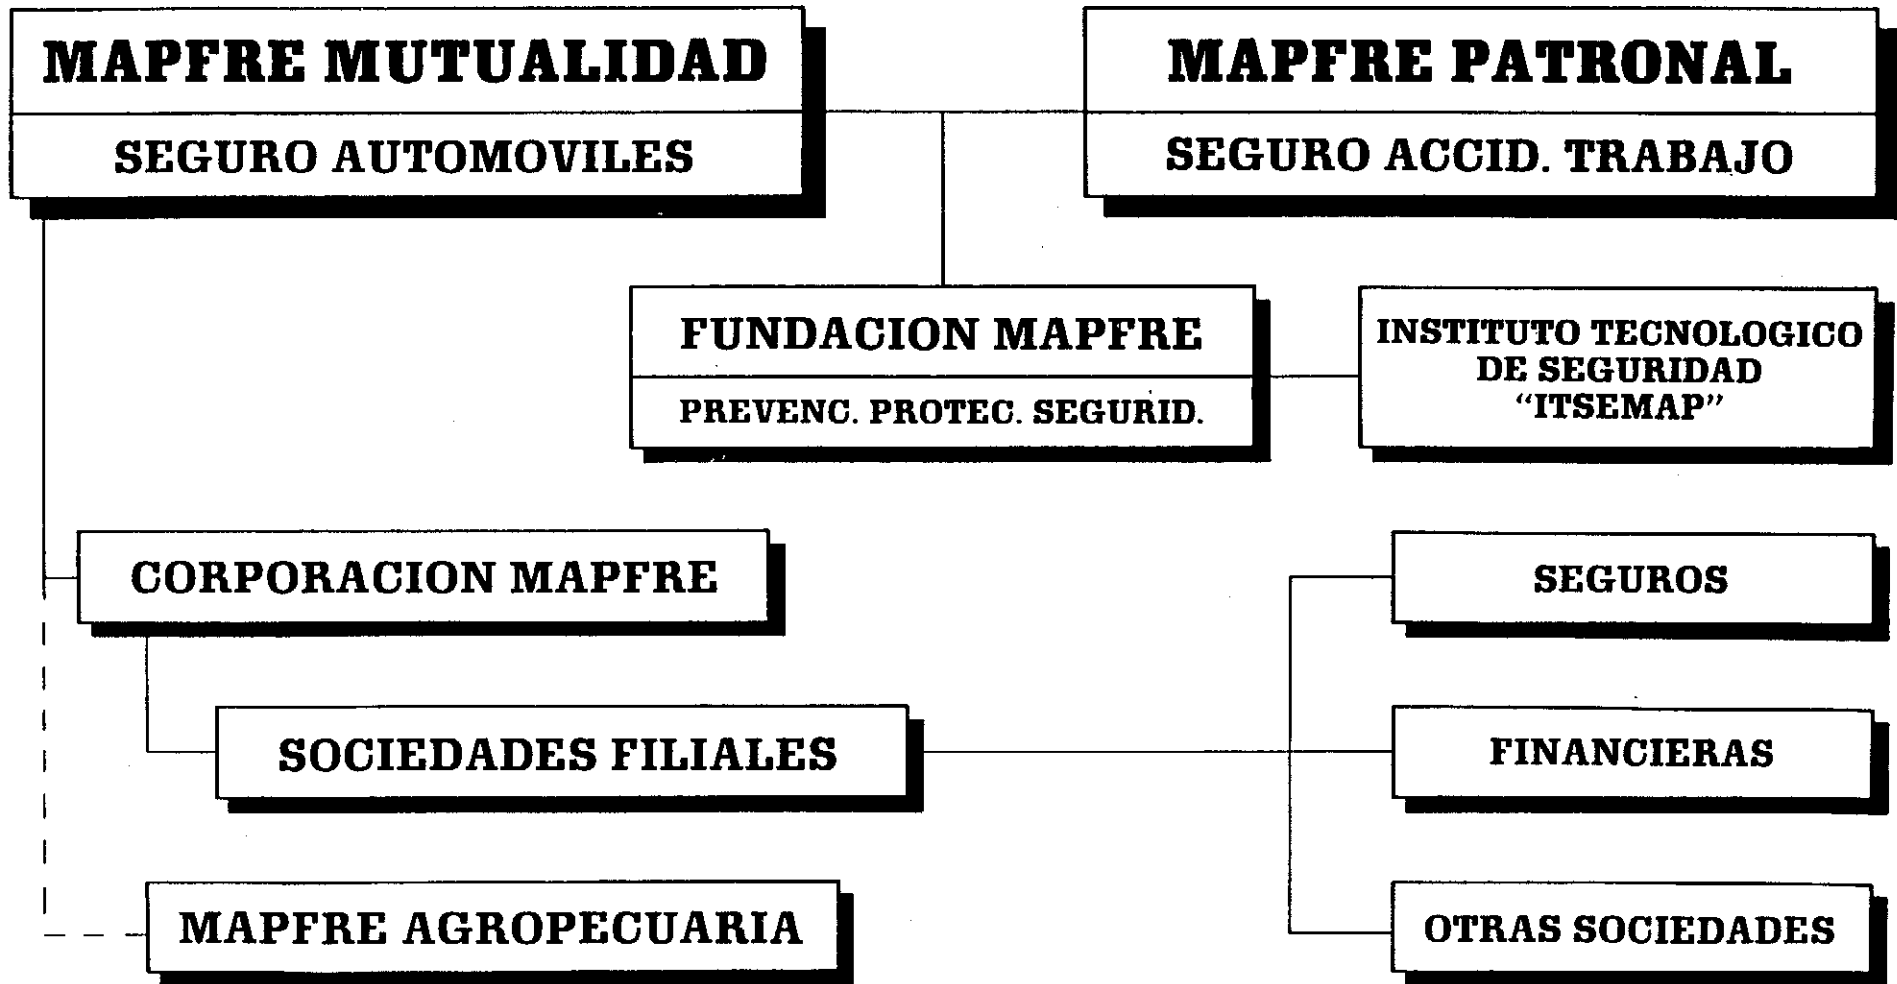 MAPFRE MUTUALIDAD
SEGURO AUTOMOVILES
MAPFRE PATRONAL
SEGURO ACCID. TRABAJO
FUNDACION MAPFRE
PREVENC. PROTEC. SEGURID.
INSTITUTO TECNOLOGICO
DE SEGURIDAD
“ITSEMAP”
CORPORACION MAPFRE
SOCIEDADES FILIALES
MAPFRE AGROPECUARIA
SEGUROS
FINANCIERAS
OTRAS SOCIEDADES